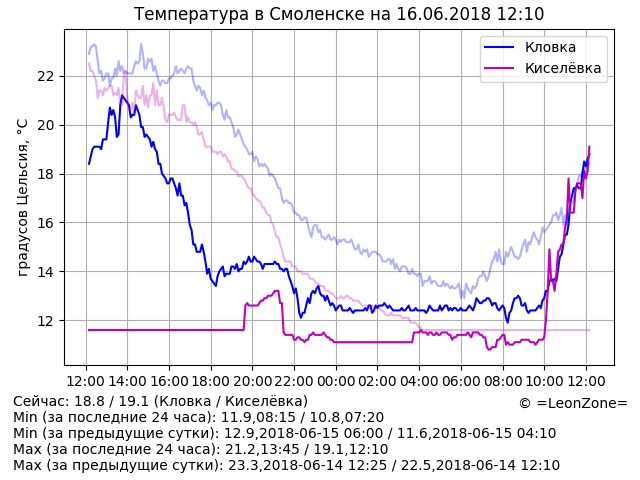 Температура в Смоленске на 16.06.2018 12:10
градусов Цельсия, °C
Кловка
Киселёвка
22
20
18
16
14
12
12:00 14:00 16:00 18:00 20:00 22:00 00:00 02:00 04:00 06:00 08:00 10:00 12:00
Сейчас: 18.8 / 19.1 (Кловка / Киселёвка)
© =LeonZone=
Min (за последние 24 часа): 11.9,08:15 / 10.8,07:20
Min (за предыдущие сутки): 12.9,2018-06-15 06:00 / 11.6,2018-06-15 04:10
Max (за последние 24 часа): 21.2,13:45 / 19.1,12:10
Max (за предыдущие сутки): 23.3,2018-06-14 12:25 / 22.5,2018-06-14 12:10